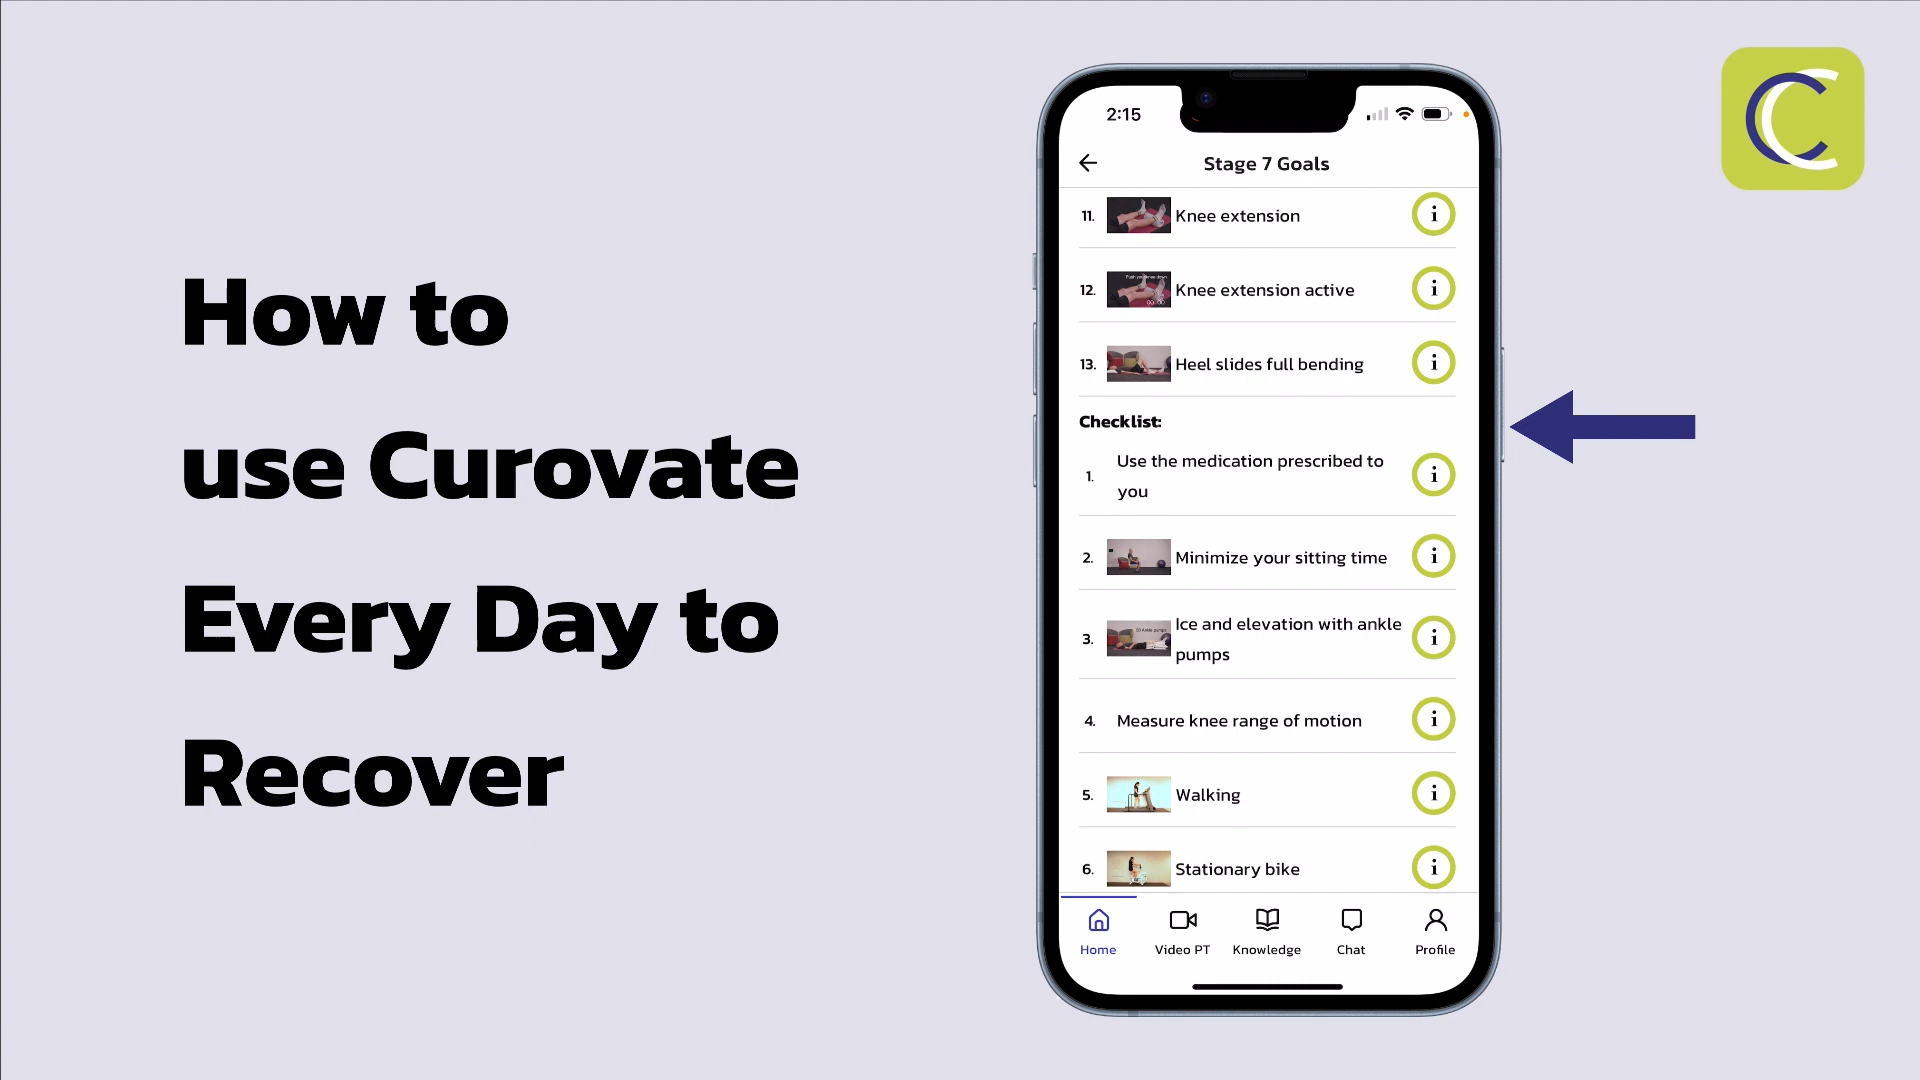 How to
use Curovate
Every Day to
Recover
2:15
Stage 7 Goals
11. Knee extension
12. Knee extension active
13. Heel slides full bending
Checklist:
1. Use the medication prescribed to
you
2. Minimize your sitting time
3. Ice and elevation with ankle
pumps
4. Measure knee range of motion
5. Walking
6. Stationary bike
Home Video PT Knowledge Chat Profile